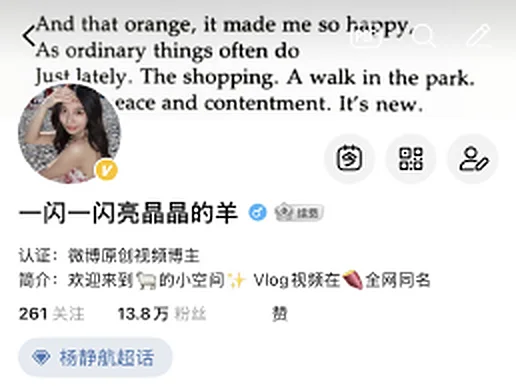 And that orange, it made me so happy,
As ordinary things often do
Just lately. The shopping. A walk in the park.
eace and contentment. It's new.
一闪一闪亮晶晶的羊
认证：微博原创视频博主
简介：欢迎来到🐑的小空间✨ Vlog视频在🍠全网同名
261 关注 13.8万 粉丝 赞
杨静航超话